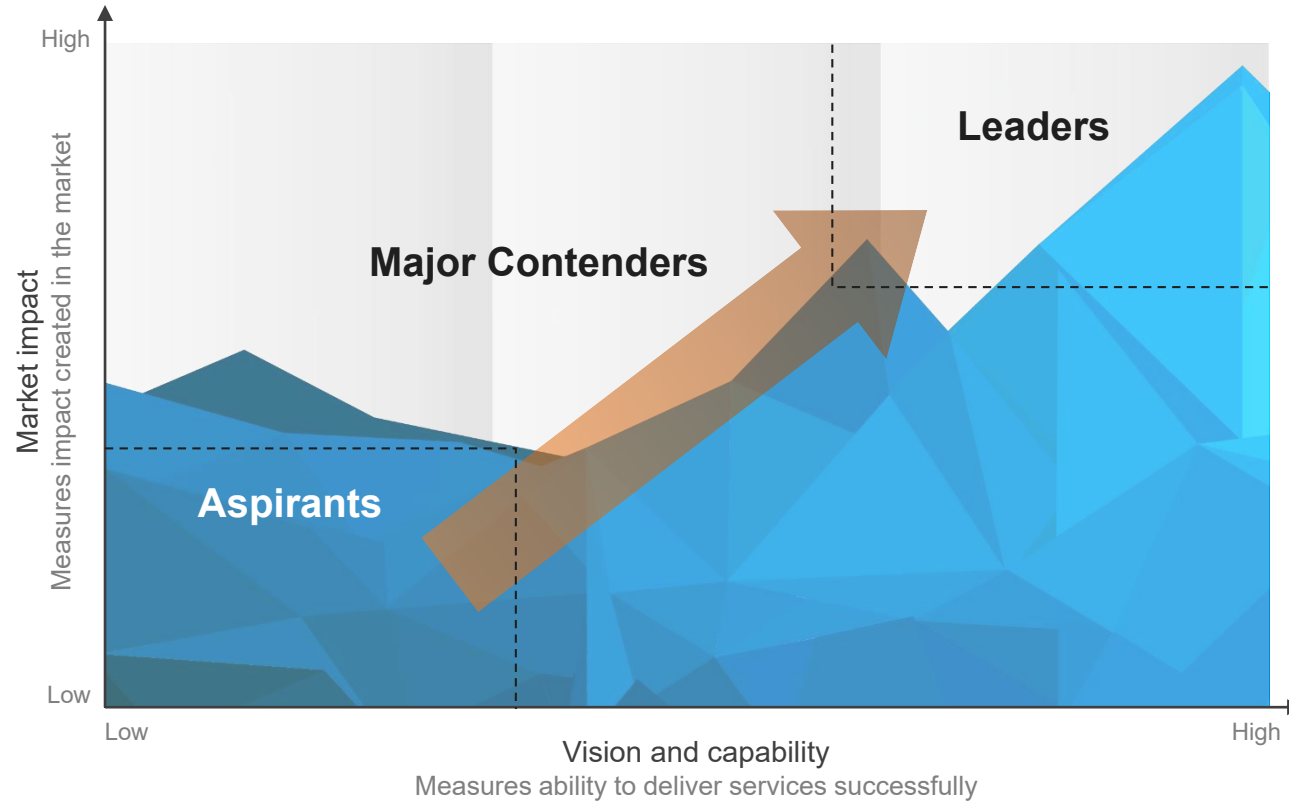 High
Leaders
Major Contenders
Market impact
Measures impact created in the market
Aspirants
Low
Low
High
Vision and capability
Measures ability to deliver services successfully